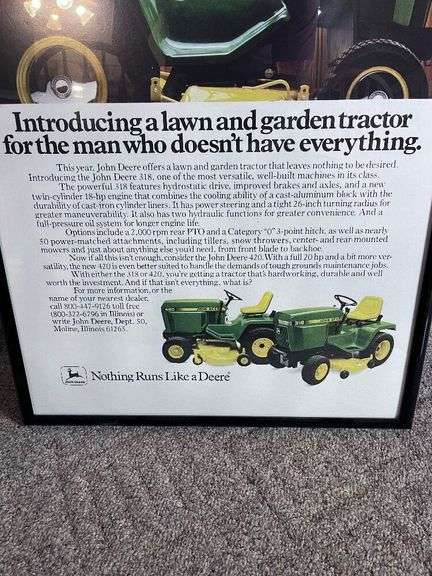 Introducing a lawn and garden tractor
for the man who doesn't have everything.
This year, John Deere offers a lawn and garden tractor that leaves nothing to be desired.
Introducing the John Deere 318, one of the most versatile, well-built machines in its class.
The powerful 318 features hydrostatic drive, improved brakes and axles, and a new
twin-cylinder 18-hp engine that combines the cooling ability of a cast-aluminum block with the
durability of cast-iron cylinder liners. It has power steering and a tight 26-inch turning radius for
greater maneuverability. It also has two hydraulic functions for greater convenience. And a
full-pressure oil system for longer engine life.
Options include a 2,000 rpm rear PTO and a Category "0" 3-point hitch, as well as nearly
50 power-matched attachments, including tillers, snow throwers, center- and rear-mounted
mowers and just about anything else you'd need, from front blade to backhoe.
Now if all this isn't enough, consider the John Deere 420. With a full 20 hp and a bit more ver-
satility, the new 420 is even better suited to handle the demands of tough grounds maintenance jobs.
With either the 318 or 420, you're getting a tractor that's hardworking, durable and well
worth the investment. And if that isn't everything, what is?
For more information, or the
name of your nearest dealer,
call 800-447-9126 toll free
(800-322-6796 in Illinois) or
write John Deere, Dept. 50,
Moline, Illinois 61265.
Nothing Runs Like a Deere®